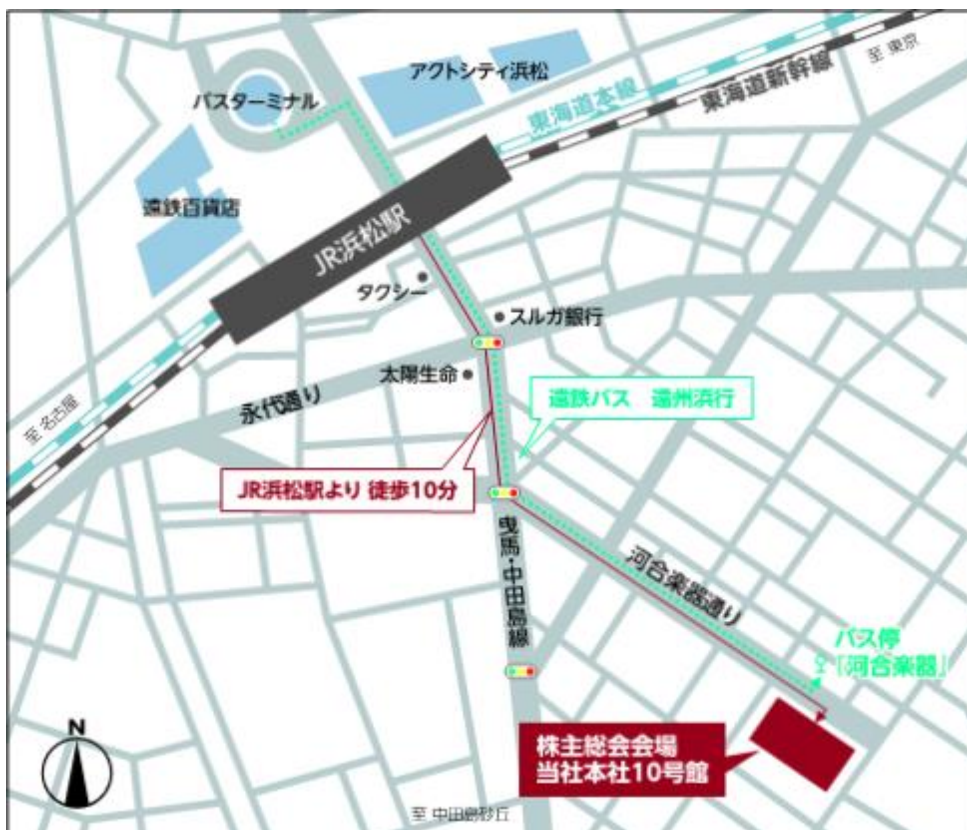 アクトシティ浜松
至 東京
バスターミナル
東海道本線
東海道新幹線
遠鉄百貨店
JR浜松駅
タクシー
スルガ銀行
太陽生命
永代通り
至 名古屋
遠鉄バス 遠州浜行
JR浜松駅より 徒歩10分
曳馬・中田島線
河合楽器通り
バス停
「河合楽器」
N
株主総会会場
当社本社10号館
至 中田島砂丘